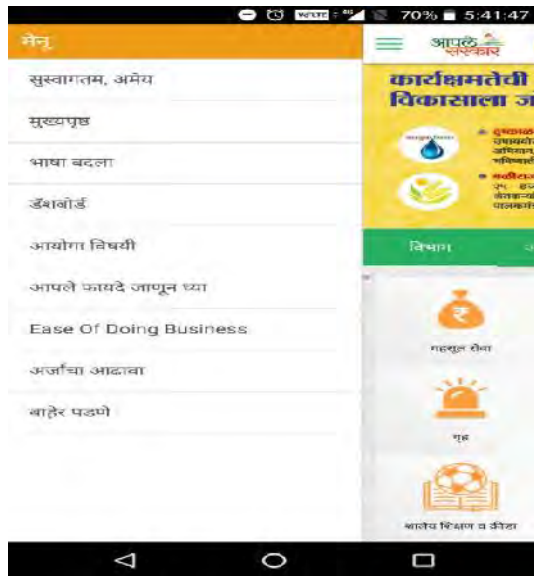 70% 5:41:47
मेनू
सुस्वागतम, अमेय
मुख्यपृष्ठ
भाषा बदला
डॅशबोर्ड
आयोगा विषयी
आपले फायदे जाणून घ्या
Ease Of Doing Business
अर्जाचा आढावा
बाहेर पडणे
आपले
सरकार
कार्यक्षमतेची
विकासाला
विभाग
महसूल सेवा
गृह
शालेय शिक्षण व क्रीडा